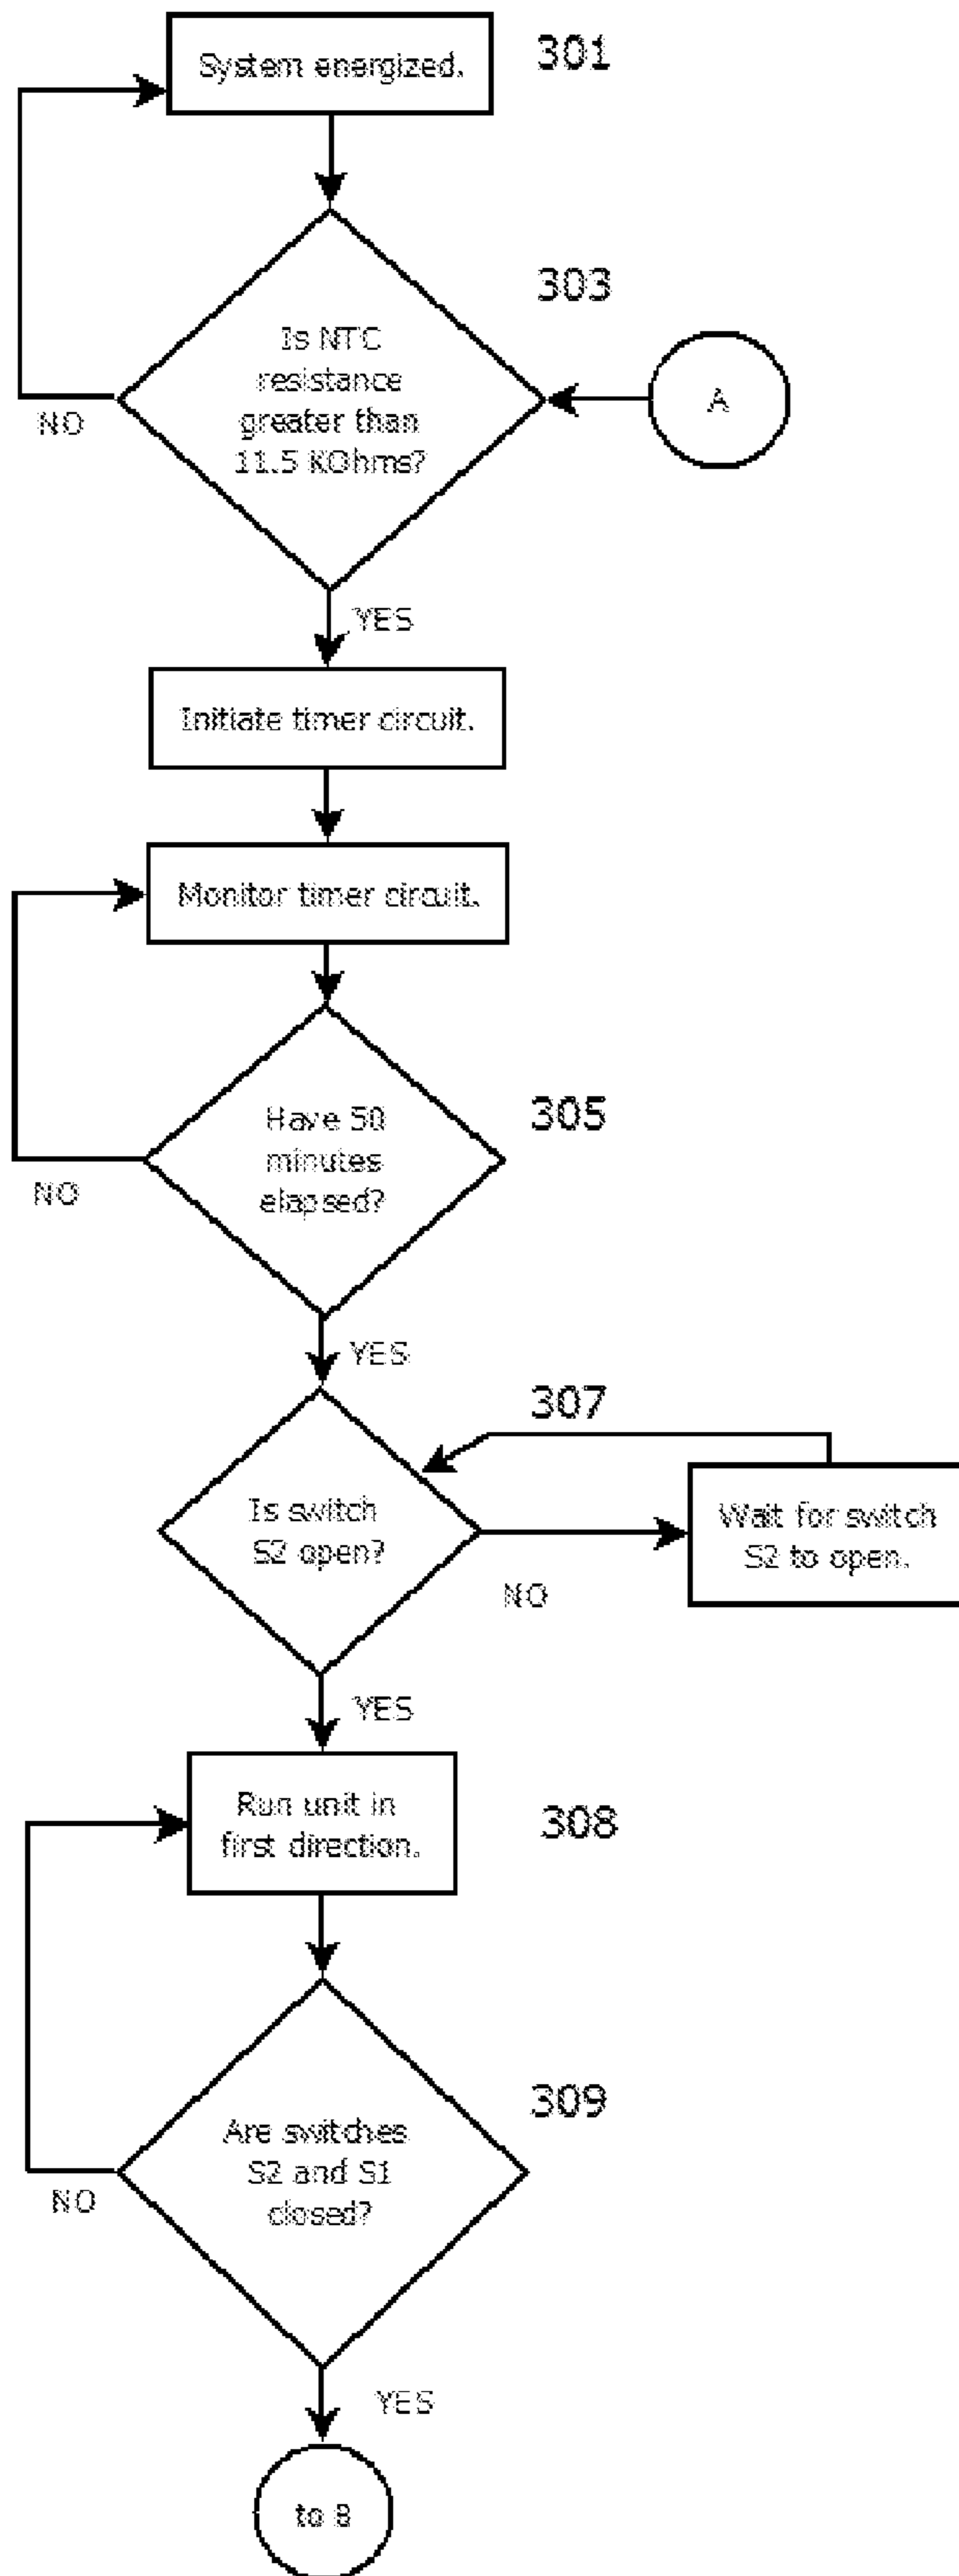 System energized.
301
303
Is NTC
resistance
greater than
11.5 KOhms?
A
NO
YES
Initiate timer circuit.
Monitor timer circuit.
305
Have 50
minutes
elapsed?
NO
YES
307
Is switch
S2 open?
Wait for switch
S2 to open.
NO
YES
Run unit in
first direction.
308
309
Are switches
S2 and S1
closed?
NO
YES
to B